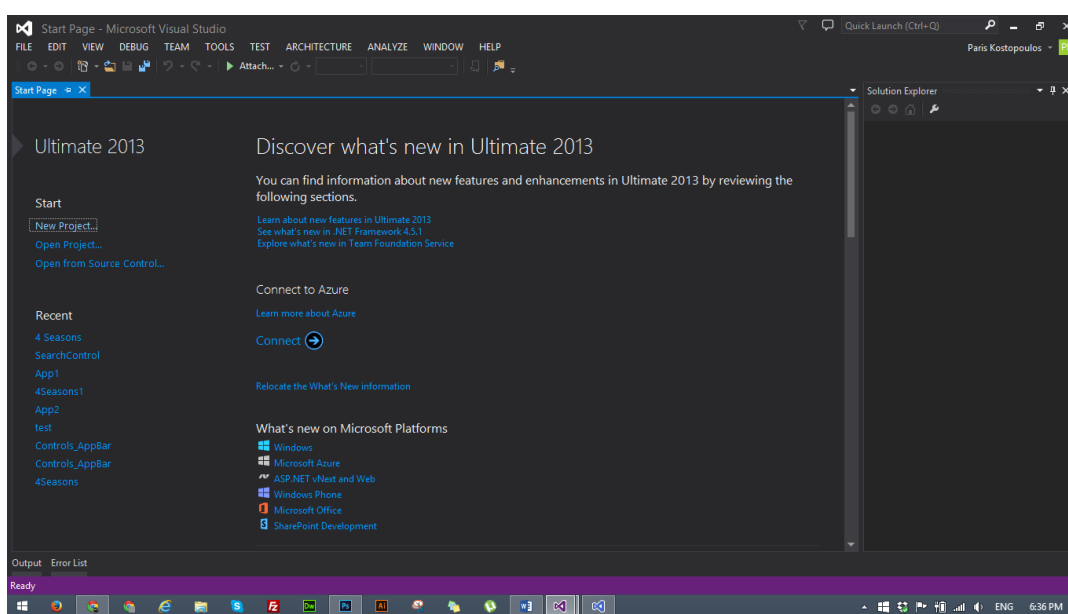 Start Page - Microsoft Visual Studio
Quick Launch (Ctrl+Q)
FILE EDIT VIEW DEBUG TEAM TOOLS TEST ARCHITECTURE ANALYZE WINDOW HELP
Paris Kostopoulos
Attach...
Start Page
Solution Explorer
Ultimate 2013
Start
New Project...
Open Project...
Open from Source Control...
Recent
4 Seasons
SearchControl
App1
4Seasons1
App2
test
Controls_AppBar
Controls_AppBar
4Seasons
Discover what's new in Ultimate 2013
You can find information about new features and enhancements in Ultimate 2013 by reviewing the
following sections.
Learn about new features in Ultimate 2013
See what's new in .NET Framework 4.5.1
Explore what's new in Team Foundation Service
Connect to Azure
Learn more about Azure
Connect
Relocate the What's New information
What's new on Microsoft Platforms
Windows
Microsoft Azure
ASP.NET vNext and Web
Windows Phone
Microsoft Office
SharePoint Development
Output Error List
Ready
Dw Ps Ai
ENG 6:36 PM